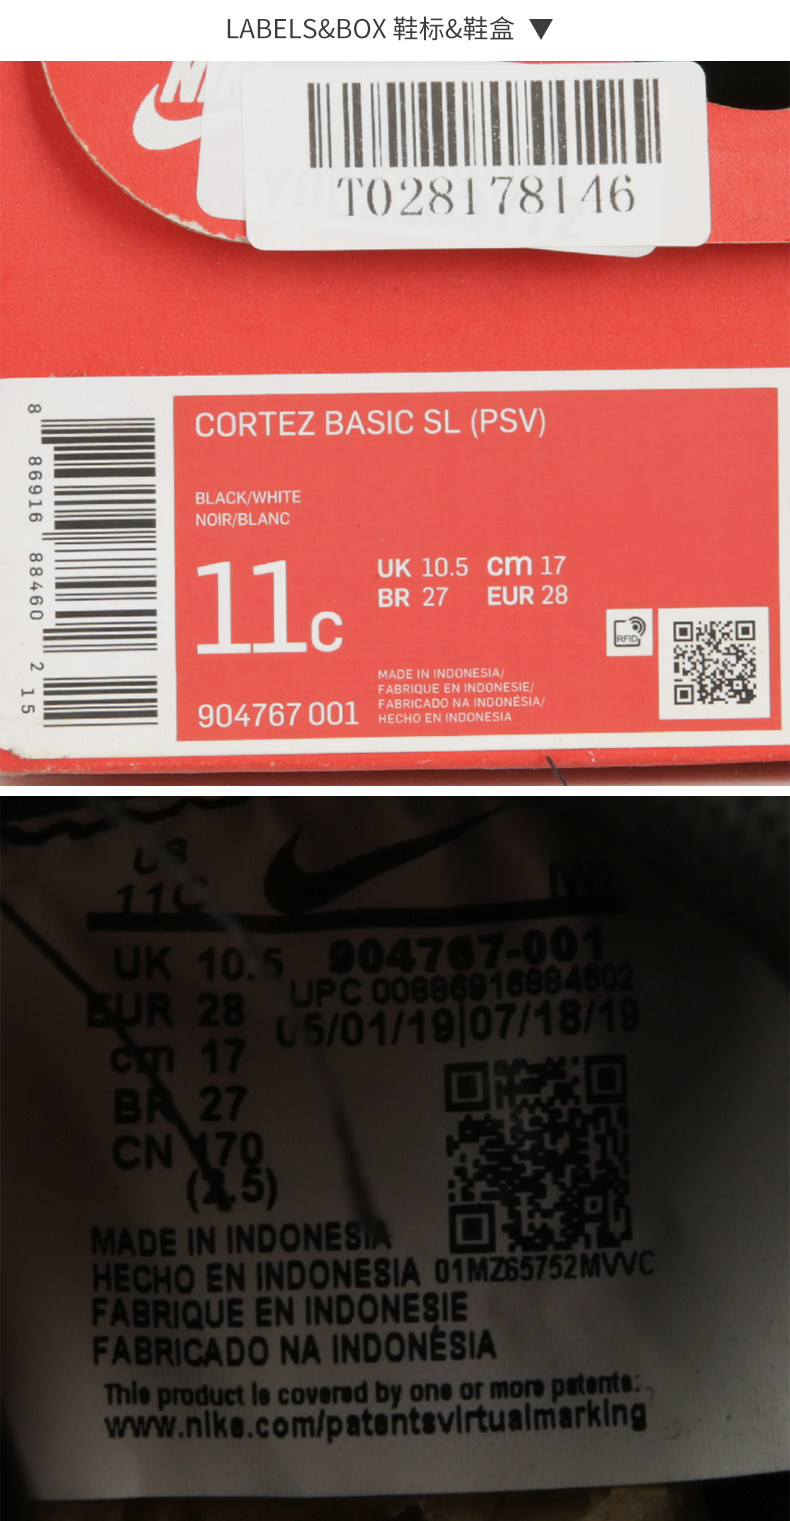 LABELS&BOX 鞋标&鞋盒 ▼
T028178146
CORTEZ BASIC SL (PSV)
BLACK/WHITE
NOIR/BLANC
11c
UK 10.5 cm 17
BR 27 EUR 28
RFID
904767 001
MADE IN INDONESIA/
FABRIQUE EN INDONESIE/
FABRICADO NA INDONÉSIA/
HECHO EN INDONESIA
8 86916 88460 2 15
US
11C
UK 10.5
EUR 28
cm 17
BR 27
CN 170
904767-001
UPC 00886916884602
05/01/19|07/18/19
01MZ65752MVVC
MADE IN INDONESIA
HECHO EN INDONESIA
FABRIQUE EN INDONESIE
FABRICADO NA INDONÉSIA
This product is covered by one or more patents:
www.nike.com/patentsvirtualmarking